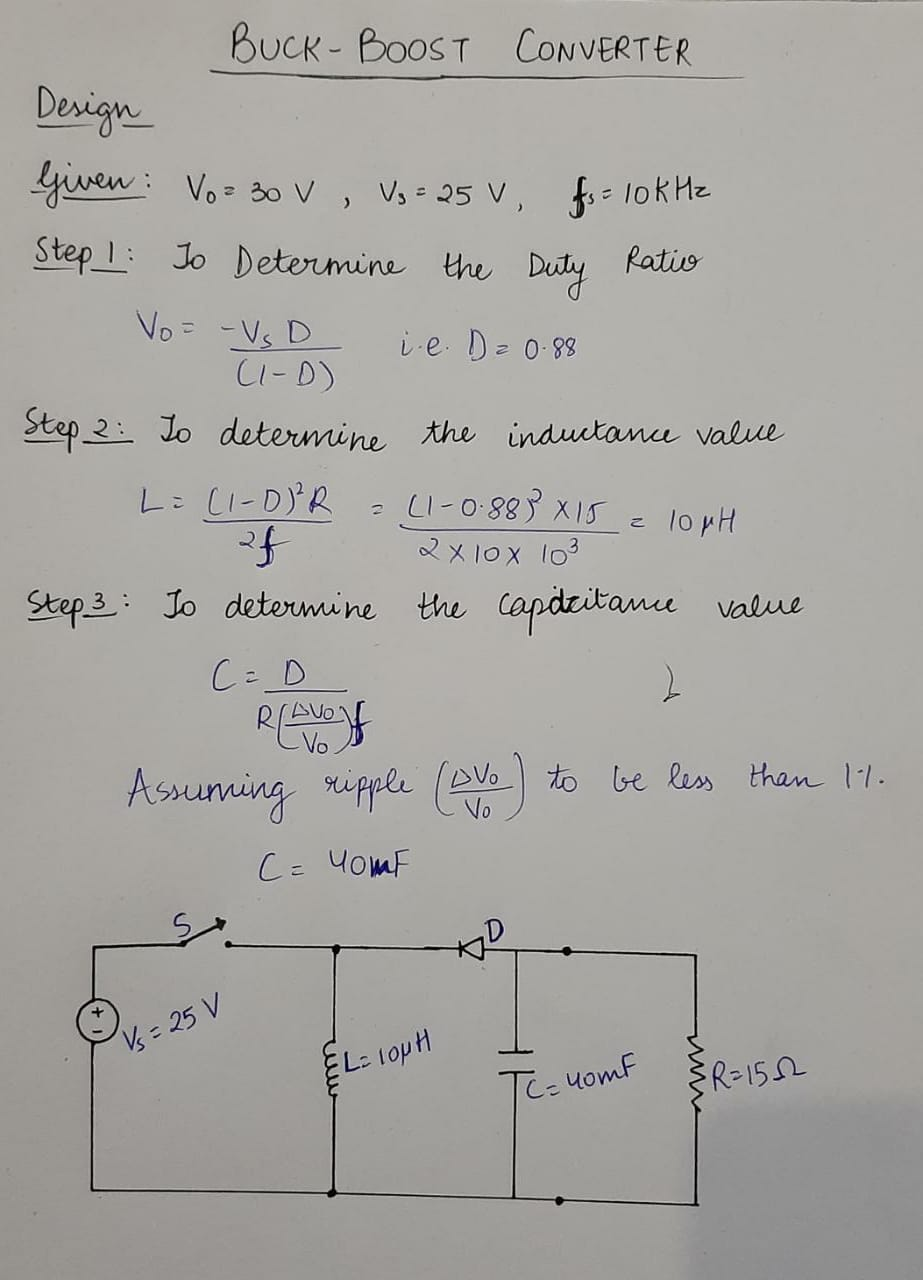 BUCK-BOOST CONVERTER
Design
Given: Vo = 30 V , Vs = 25 V, fs = 10 kHz
Step 1: To Determine the Duty Ratio
Vo = -Vs D / (1-D) i.e. D = 0.88
Step 2: To determine the inductance value
L = (1-D)²R / 2f = (1-0.88)² × 15 / 2 × 10 × 10³ = 10 μH
Step 3: To determine the capacitance value
C = D / R(ΔVo/Vo)f
Assuming ripple (ΔVo/Vo) to be less than 1%.
C = 40mF
S
D
+
-
Vs = 25 V
L = 10μH
C = 40mF
R = 15 Ω